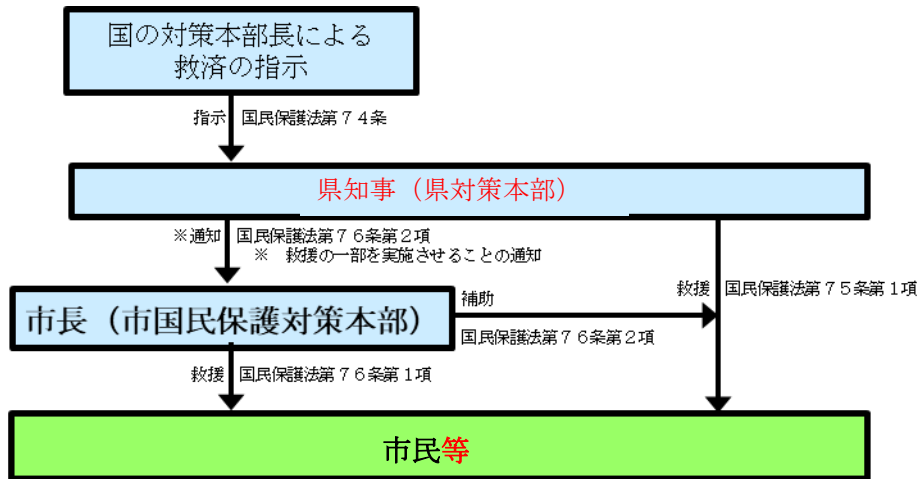 国の対策本部長による
救済の指示
指示 国民保護法第７４条
県知事（県対策本部）
※通知 国民保護法第７６条第２項
※ 救援の一部を実施させることの通知
救援 国民保護法第７５条第１項
市長（市国民保護対策本部）
補助
国民保護法第７６条第２項
救援 国民保護法第７６条第１項
市民等